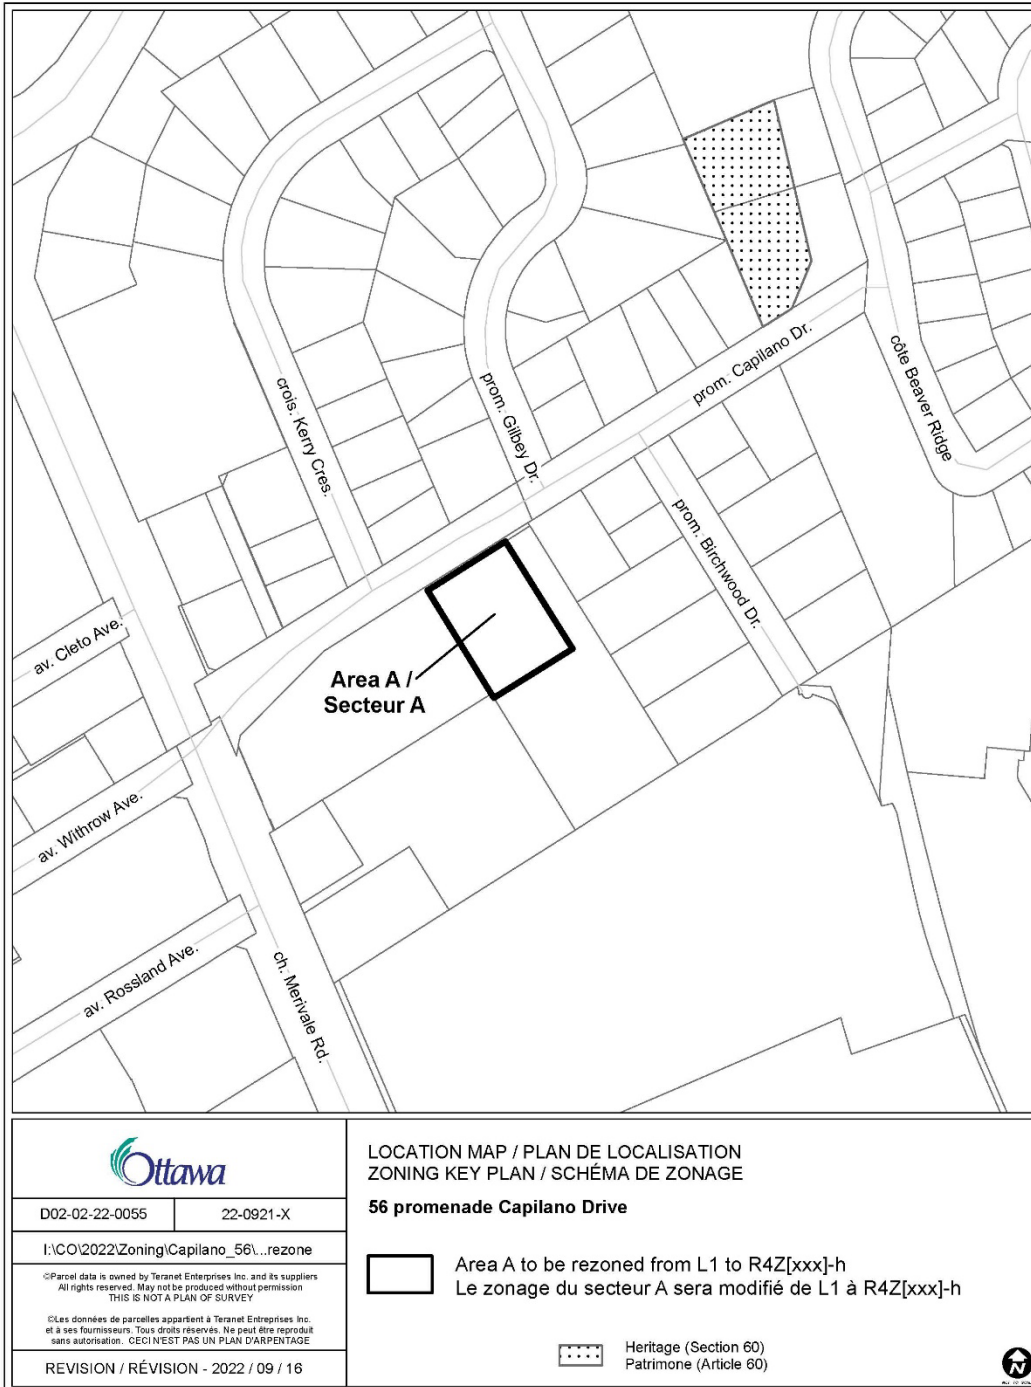 crois. Kerry Cres.
prom. Gilbey Dr.
prom. Capilano Dr.
côte Beaver Ridge
prom. Birchwood Dr.
av. Cleto Ave.
Area A /
Secteur A
av. Withrow Ave.
av. Rossland Ave.
ch. Merivale Rd.
Ottawa
D02-02-22-0055
22-0921-X
I:\CO\2022\Zoning\Capilano_56\...rezone
©Parcel data is owned by Teranet Enterprises Inc. and its suppliers
All rights reserved. May not be produced without permission
THIS IS NOT A PLAN OF SURVEY
©Les données de parcelles appartient à Teranet Entreprises Inc.
et à ses fournisseurs. Tous droits réservés. Ne peut être reproduit
sans autorisation. CECI N'EST PAS UN PLAN D'ARPENTAGE
REVISION / RÉVISION - 2022 / 09 / 16
LOCATION MAP / PLAN DE LOCALISATION
ZONING KEY PLAN / SCHÉMA DE ZONAGE
56 promenade Capilano Drive
Area A to be rezoned from L1 to R4Z[xxx]-h
Le zonage du secteur A sera modifié de L1 à R4Z[xxx]-h
Heritage (Section 60)
Patrimone (Article 60)
N